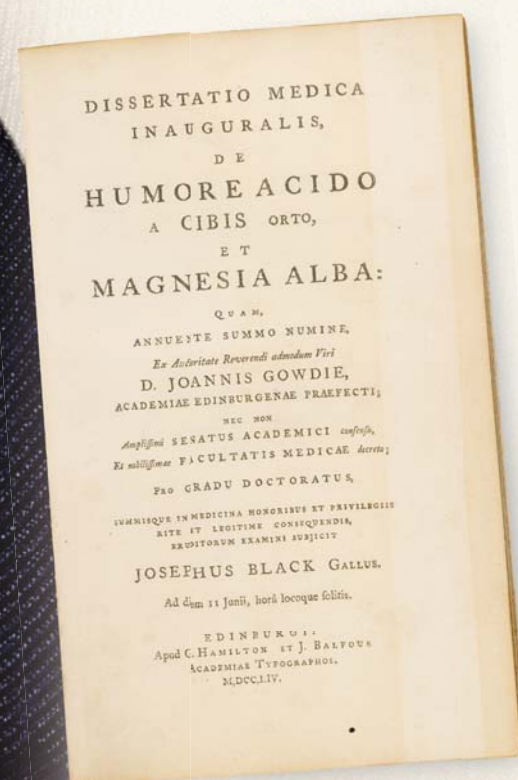 DISSERTATIO MEDICA
INAUGURALIS,
DE
HUMORE ACIDO
A CIBIS ORTO,
ET
MAGNESIA ALBA:
QUAM,
ANNUENTE SUMMO NUMINE,
Ex Auctoritate Reverendi admodum Viri
D. JOANNIS GOWDIE,
ACADEMIAE EDINBURGENAE PRAEFECTI;
NEC NON
Amplissimi SENATUS ACADEMICI consensu,
Et nobilissimae FACULTATIS MEDICAE decreto;
PRO GRADU DOCTORATUS,
SUMMISQUE IN MEDICINA HONORIBUS ET PRIVILEGIIS
RITE ET LEGITIME CONSEQUENDIS,
ERUDITORUM EXAMINI SUBJICIT
JOSEPHUS BLACK GALLUS.
Ad diem 11 Junii, horâ locoque solitis.
EDINBURGI:
Apud C. HAMILTON ET J. BALFOUR
ACADEMIAE TYPOGRAPHOS.
M,DCC,LIV.